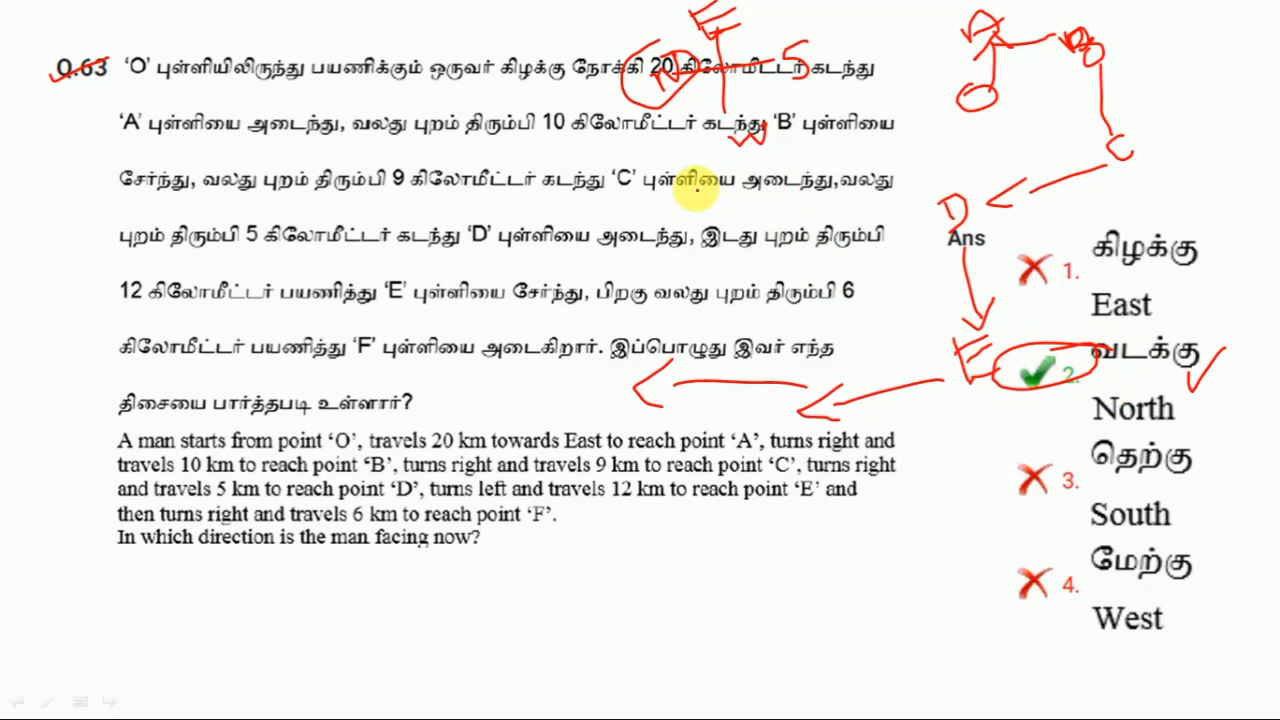 Q.63 'O' புள்ளியிலிருந்து பயணிக்கும் ஒருவர் கிழக்கு நோக்கி 20 கிலோமீட்டர் கடந்து
'A' புள்ளியை அடைந்து, வலது புறம் திரும்பி 10 கிலோமீட்டர் கடந்து 'B' புள்ளியை
சேர்ந்து, வலது புறம் திரும்பி 9 கிலோமீட்டர் கடந்து 'C' புள்ளியை அடைந்து,வலது
புறம் திரும்பி 5 கிலோமீட்டர் கடந்து 'D' புள்ளியை அடைந்து, இடது புறம் திரும்பி
12 கிலோமீட்டர் பயணித்து 'E' புள்ளியை சேர்ந்து, பிறகு வலது புறம் திரும்பி 6
கிலோமீட்டர் பயணித்து 'F' புள்ளியை அடைகிறார். இப்பொழுது இவர் எந்த
திசையை பார்த்தபடி உள்ளார்?
A man starts from point 'O', travels 20 km towards East to reach point 'A', turns right and
travels 10 km to reach point 'B', turns right and travels 9 km to reach point 'C', turns right
and travels 5 km to reach point 'D', turns left and travels 12 km to reach point 'E' and
then turns right and travels 6 km to reach point 'F'.
In which direction is the man facing now?
E
N
S
W
A
B
O
C
D
E
Ans
1. கிழக்கு
East
2. வடக்கு
North
3. தெற்கு
South
4. மேற்கு
West